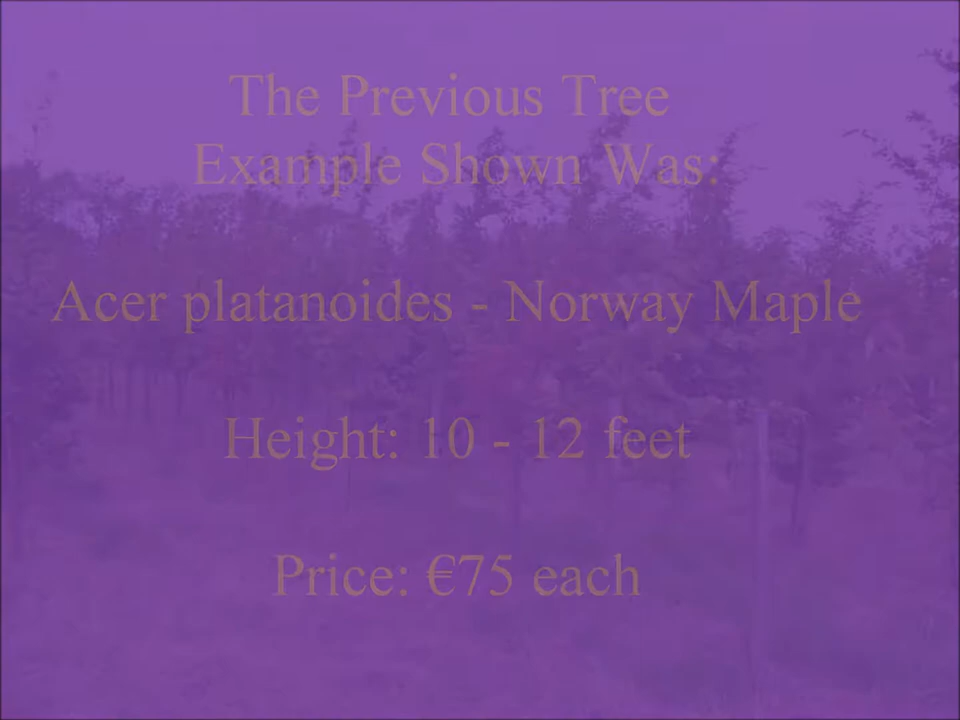 The Previous Tree
Example Shown Was:
Acer platanoides - Norway Maple
Height: 10 - 12 feet
Price: €75 each